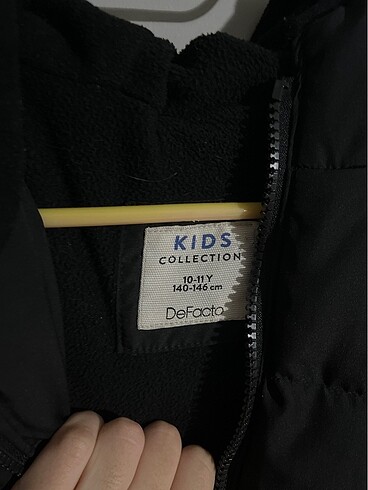 KIDS
COLLECTION
10-11 Y
140-146 cm
DeFacto